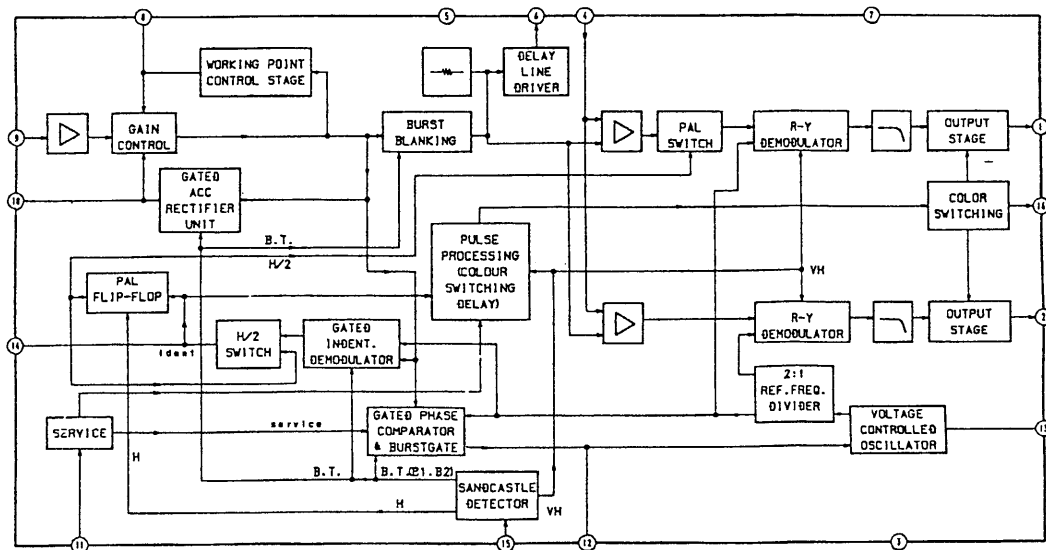 8
5
6
4
7
WORKING POINT
CONTROL STAGE
DELAY
LINE
DRIVER
9
GAIN
CONTROL
BURST
BLANKING
PAL
SWITCH
R-Y
DEMODULATOR
OUTPUT
STAGE
1
10
GATED
ACC
RECTIFIER
UNIT
COLOR
SWITCHING
16
B.T.
H/2
PULSE
PROCESSING
(COLOUR
SWITCHING
DELAY)
VH
PAL
FLIP-FLOP
14
ident
H/2
SWITCH
GATED
INDENT.
DEMODULATOR
R-Y
DEMODULATOR
OUTPUT
STAGE
2
2:1
REF.FREQ.
DIVIDER
SERVICE
service
GATED PHASE
COMPARATOR
& BURSTGATE
VOLTAGE
CONTROLLED
OSCILLATOR
13
H
B.T.
B.T.(B1.B2)
H
SANDCASTLE
DETECTOR
VH
11
15
12
3